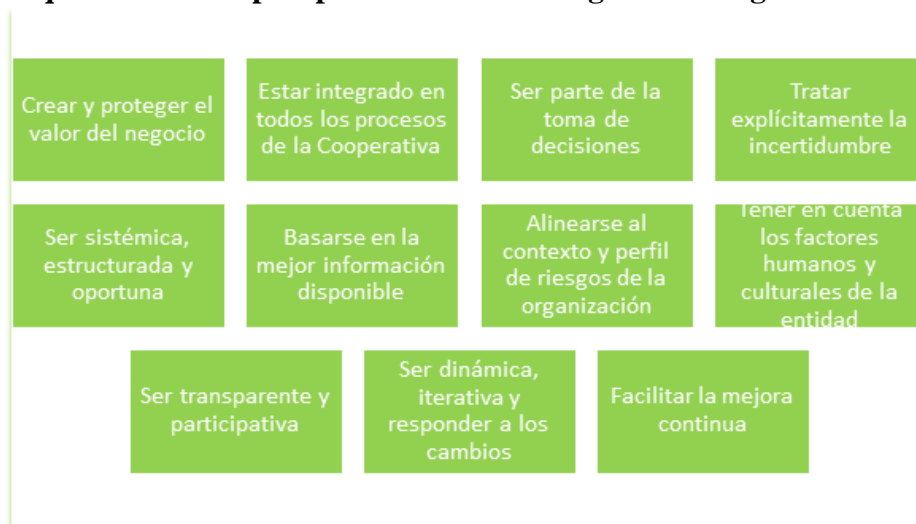 Crear y proteger el
valor del negocio
Estar integrado en
todos los procesos
de la Cooperativa
Ser parte de la
toma de
decisiones
Tratar
explícitamente la
incertidumbre
Ser sistémica,
estructurada y
oportuna
Basarse en la
mejor información
disponible
Alinearse al
contexto y perfil
de riesgos de la
organización
Tener en cuenta
los factores
humanos y
culturales de la
entidad
Ser transparente y
participativa
Ser dinámica,
iterativa y
responder a los
cambios
Facilitar la mejora
continua